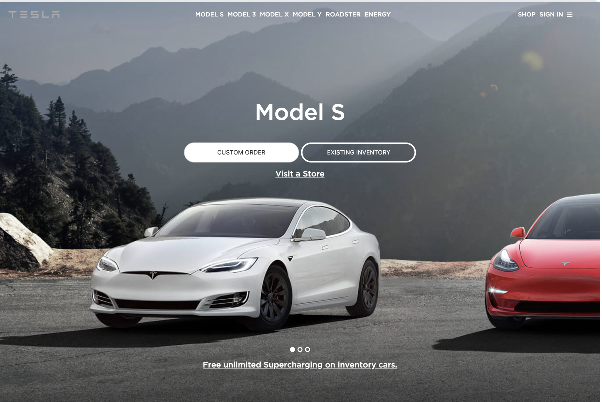 TESLA MODEL S MODEL 3 MODEL X MODEL Y ROADSTER ENERGY SHOP SIGN IN
Model S
CUSTOM ORDER EXISTING INVENTORY
Visit a Store
Free unlimited Supercharging on inventory cars.